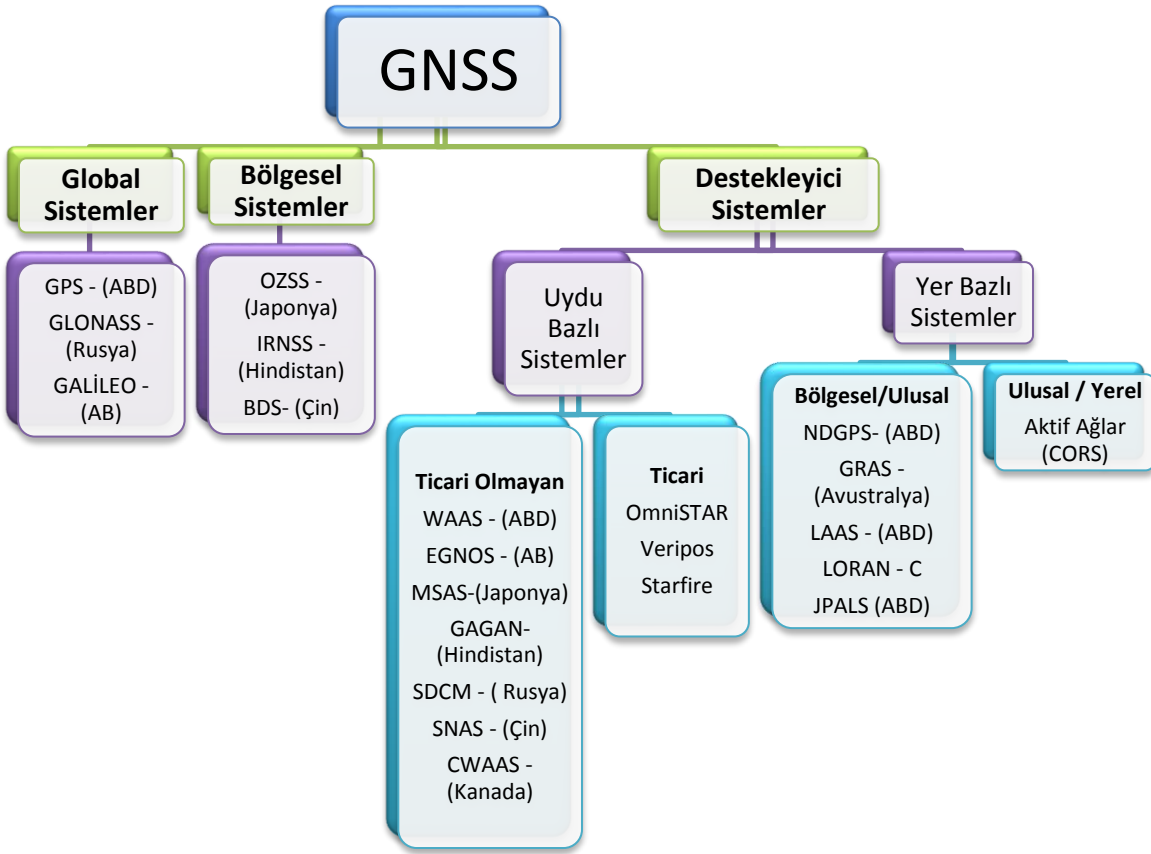 GNSS
Global
Sistemler
GPS - (ABD)
GLONASS -
(Rusya)
GALİLEO -
(AB)
Bölgesel
Sistemler
OZSS -
(Japonya)
IRNSS -
(Hindistan)
BDS- (Çin)
Destekleyici
Sistemler
Uydu
Bazlı
Sistemler
Ticari Olmayan
WAAS - (ABD)
EGNOS - (AB)
MSAS-(Japonya)
GAGAN-
(Hindistan)
SDCM - ( Rusya)
SNAS - (Çin)
CWAAS -
(Kanada)
Ticari
OmniSTAR
Veripos
Starfire
Yer Bazlı
Sistemler
Bölgesel/Ulusal
NDGPS- (ABD)
GRAS -
(Avustralya)
LAAS - (ABD)
LORAN - C
JPALS (ABD)
Ulusal / Yerel
Aktif Ağlar
(CORS)